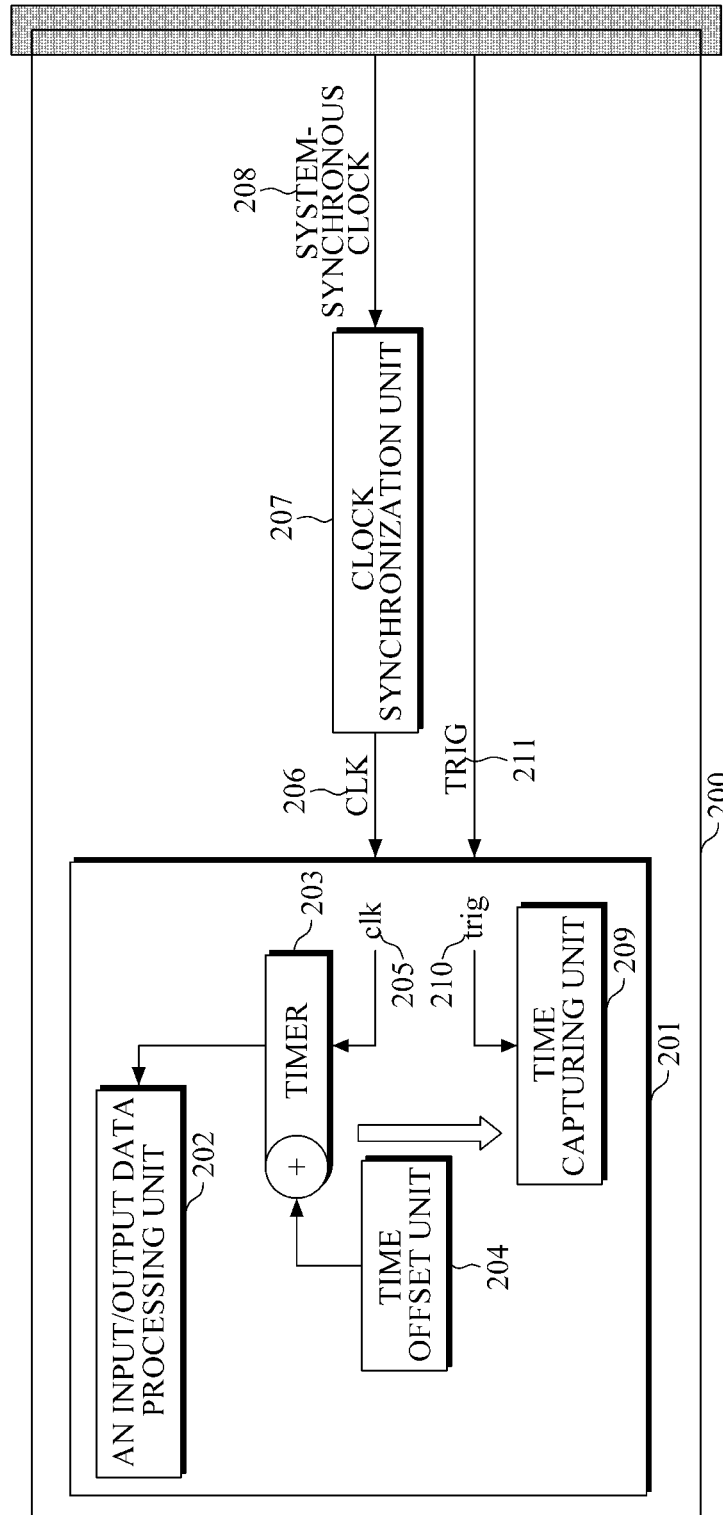 AN INPUT/OUTPUT DATA
PROCESSING UNIT
202
TIMER
203
+
TIME
OFFSET UNIT
204
clk
205
210
trig
TIME
CAPTURING UNIT
209
201
206
CLK
CLOCK
SYNCHRONIZATION UNIT
207
208
SYSTEM-
SYNCHRONOUS
CLOCK
TRIG
211
200